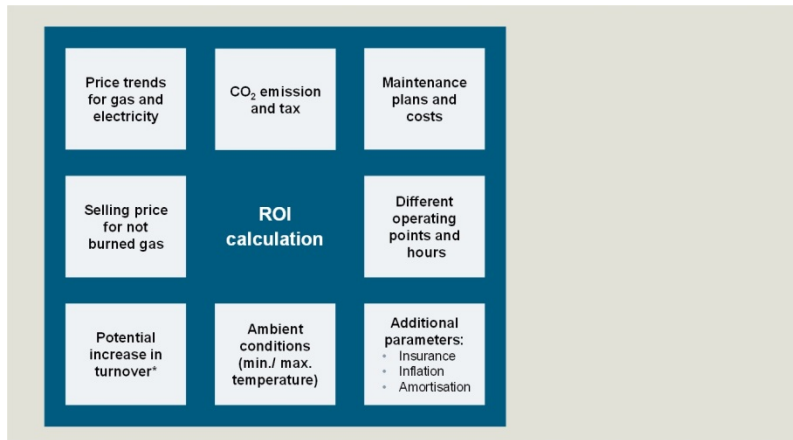 Price trends
for gas and
electricity
CO₂ emission
and tax
Maintenance
plans and
costs
Selling price
for not
burned gas
ROI
calculation
Different
operating
points and
hours
Potential
increase in
turnover*
Ambient
conditions
(min./ max.
temperature)
Additional
parameters:
• Insurance
• Inflation
• Amortisation